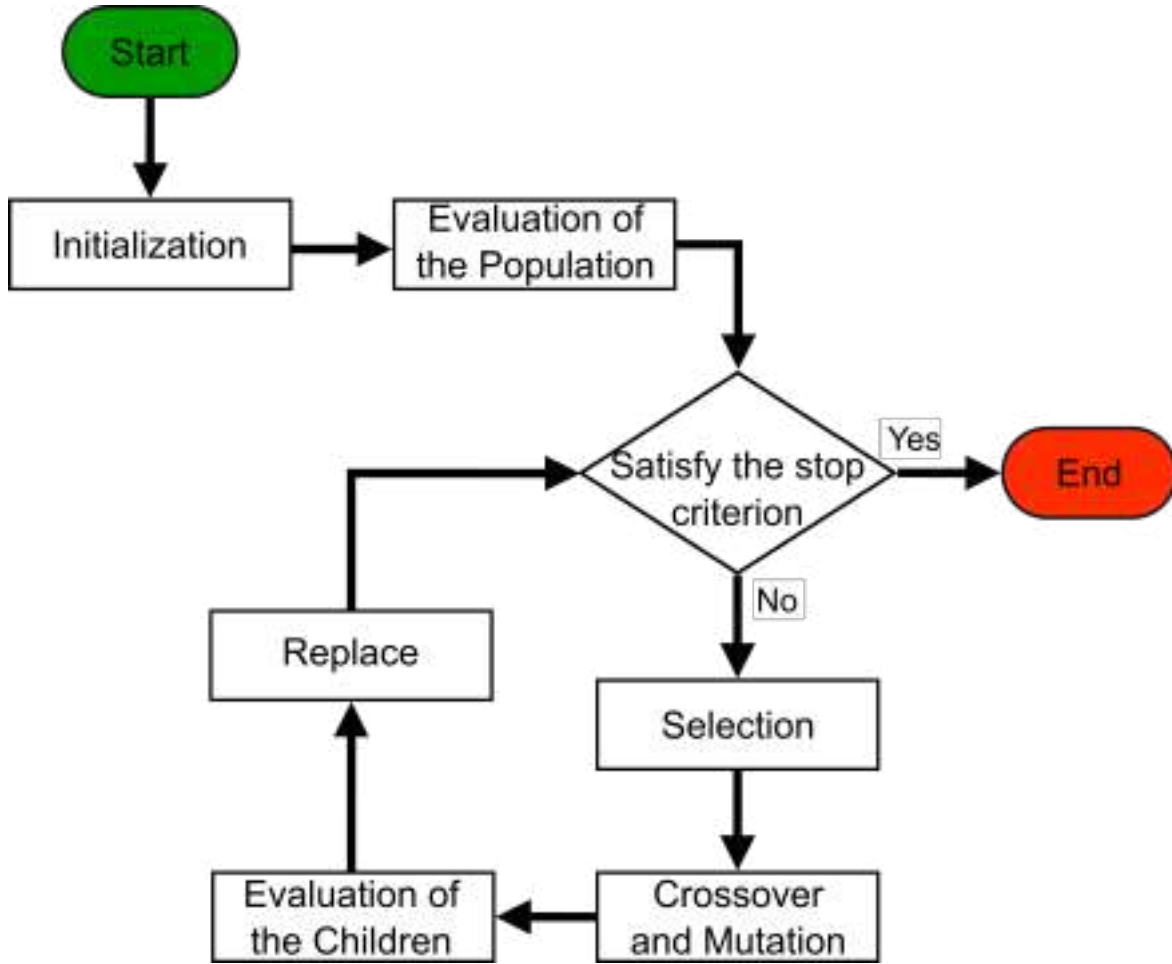 Start
Initialization
Evaluation of
the Population
Satisfy the stop
criterion
Yes
End
No
Selection
Crossover
and Mutation
Evaluation of
the Children
Replace